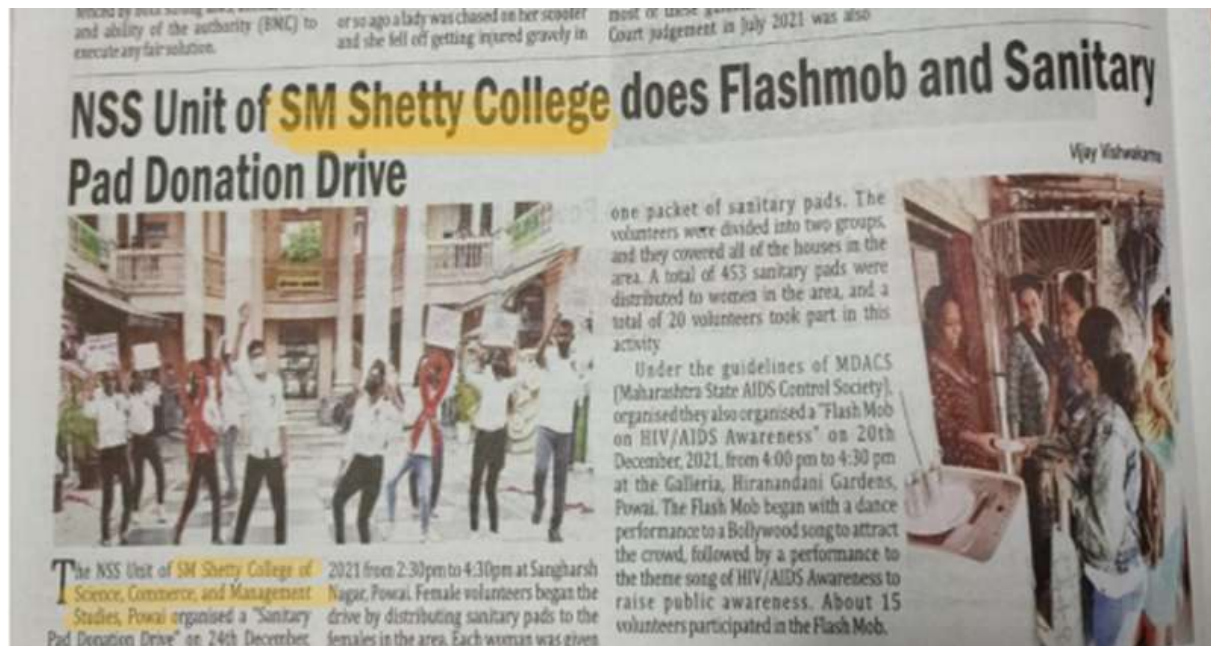 and ability of the authority (BNC) to
execute any fair solution.
or so ago a lady was chased on her scooter
and she fell off getting injured gravely in
most of these
Court judgement in July 2021 was also
NSS Unit of SM Shetty College does Flashmob and Sanitary
Pad Donation Drive
Vijay Vishwakarma
The NSS Unit of SM Shetty College of
Science, Commerce, and Management
Studies, Powai organised a "Sanitary
Pad Donation Drive" on 24th December,
2021 from 2:30pm to 4:30pm at Sangharsh
Nagar, Powai. Female volunteers began the
drive by distributing sanitary pads to the
females in the area. Each woman was given
one packet of sanitary pads. The
volunteers were divided into two groups,
and they covered all of the houses in the
area. A total of 453 sanitary pads were
distributed to women in the area, and a
total of 20 volunteers took part in this
activity
Under the guidelines of MDACS
(Maharashtra State AIDS Control Society),
organised they also organised a "Flash Mob
on HIV/AIDS Awareness" on 20th
December, 2021, from 4:00 pm to 4:30 pm
at the Galleria, Hiranandani Gardens,
Powai. The Flash Mob began with a dance
performance to a Bollywood song to attract
the crowd, followed by a performance to
the theme song of HIV/AIDS Awareness to
raise public awareness. About 15
volunteers participated in the Flash Mob.